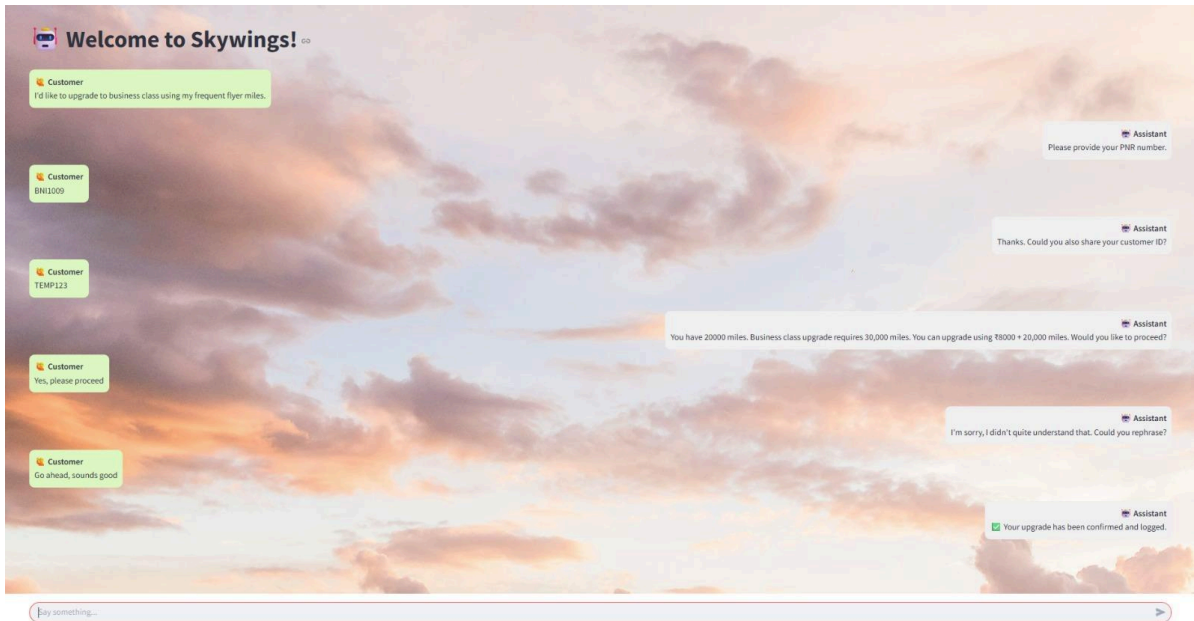 Welcome to Skywings!
Customer
I'd like to upgrade to business class using my frequent flyer miles.
Assistant
Please provide your PNR number.
Customer
BNI1009
Assistant
Thanks. Could you also share your customer ID?
Customer
TEMP123
Assistant
You have 20000 miles. Business class upgrade requires 30,000 miles. You can upgrade using ₹8000 + 20,000 miles. Would you like to proceed?
Customer
Yes, please proceed
Assistant
I'm sorry, I didn't quite understand that. Could you rephrase?
Customer
Go ahead, sounds good
Assistant
✅ Your upgrade has been confirmed and logged.
Say something...